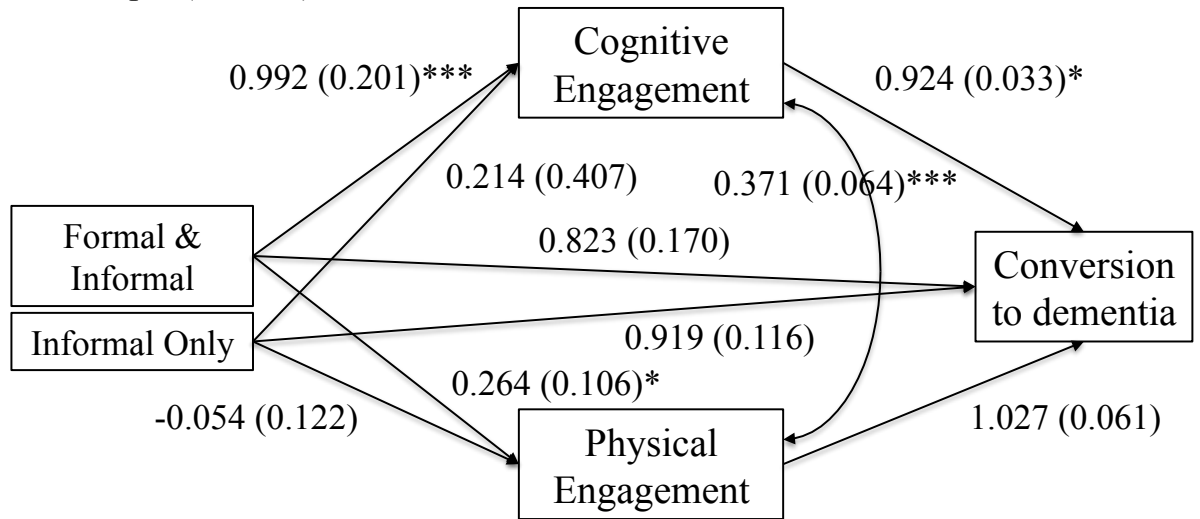 Cognitive
Engagement
0.992 (0.201)***
0.924 (0.033)*
0.214 (0.407)
0.371 (0.064)***
Formal &
Informal
0.823 (0.170)
Conversion
to dementia
Informal Only
0.919 (0.116)
0.264 (0.106)*
-0.054 (0.122)
1.027 (0.061)
Physical
Engagement